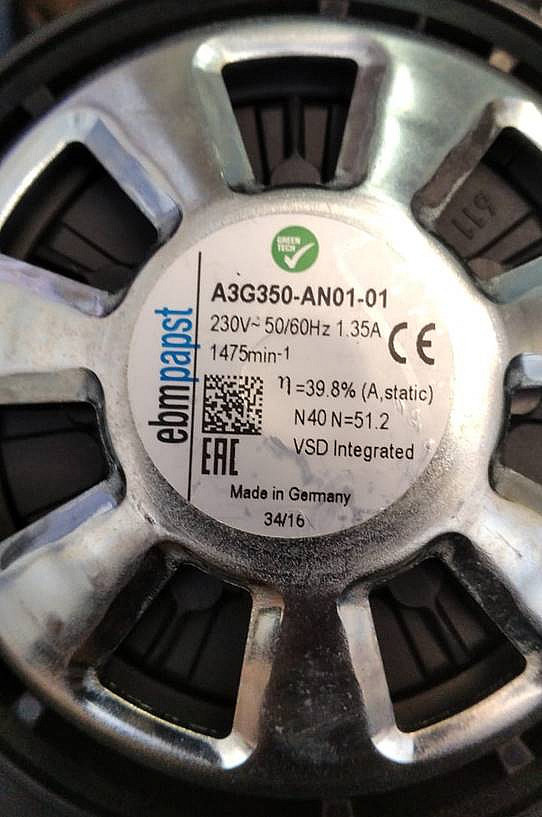 GREEN
TECH
A3G350-AN01-01
230V~ 50/60Hz 1.35A
CE
1475min-¹
ebmpapst
η =39.8% (A,static)
N40 N=51.2
EAC
VSD Integrated
Made in Germany
34/16
119